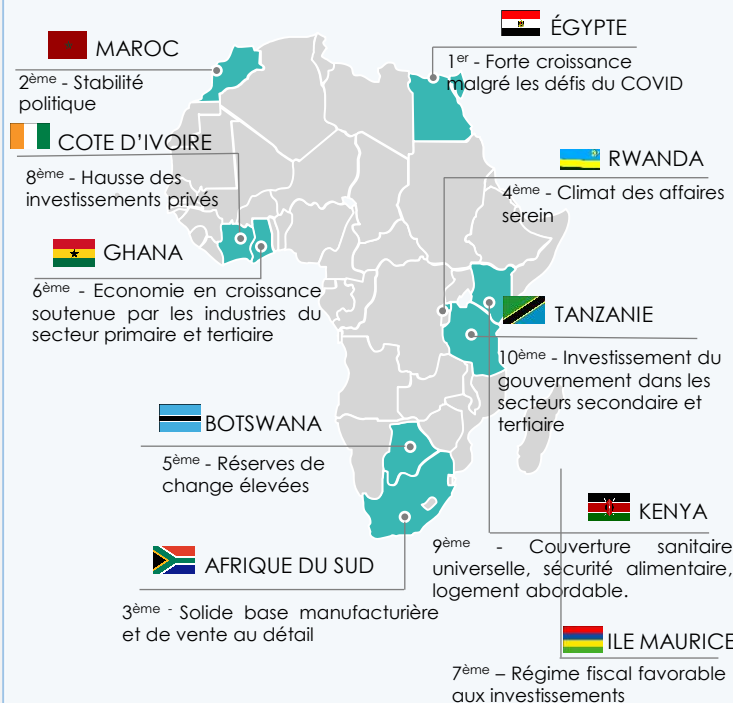 MAROC
2ème - Stabilité
politique
ÉGYPTE
1er - Forte croissance
malgré les défis du COVID
COTE D'IVOIRE
8ème - Hausse des
investissements privés
RWANDA
4ème - Climat des affaires
serein
GHANA
6ème - Economie en croissance
soutenue par les industries du
secteur primaire et tertiaire
TANZANIE
10ème - Investissement du
gouvernement dans les
secteurs secondaire et
tertiaire
BOTSWANA
5ème - Réserves de
change élevées
KENYA
9ème - Couverture sanitaire
universelle, sécurité alimentaire,
logement abordable.
AFRIQUE DU SUD
3ème - Solide base manufacturière
et de vente au détail
ILE MAURICE
7ème – Régime fiscal favorable
aux investissements